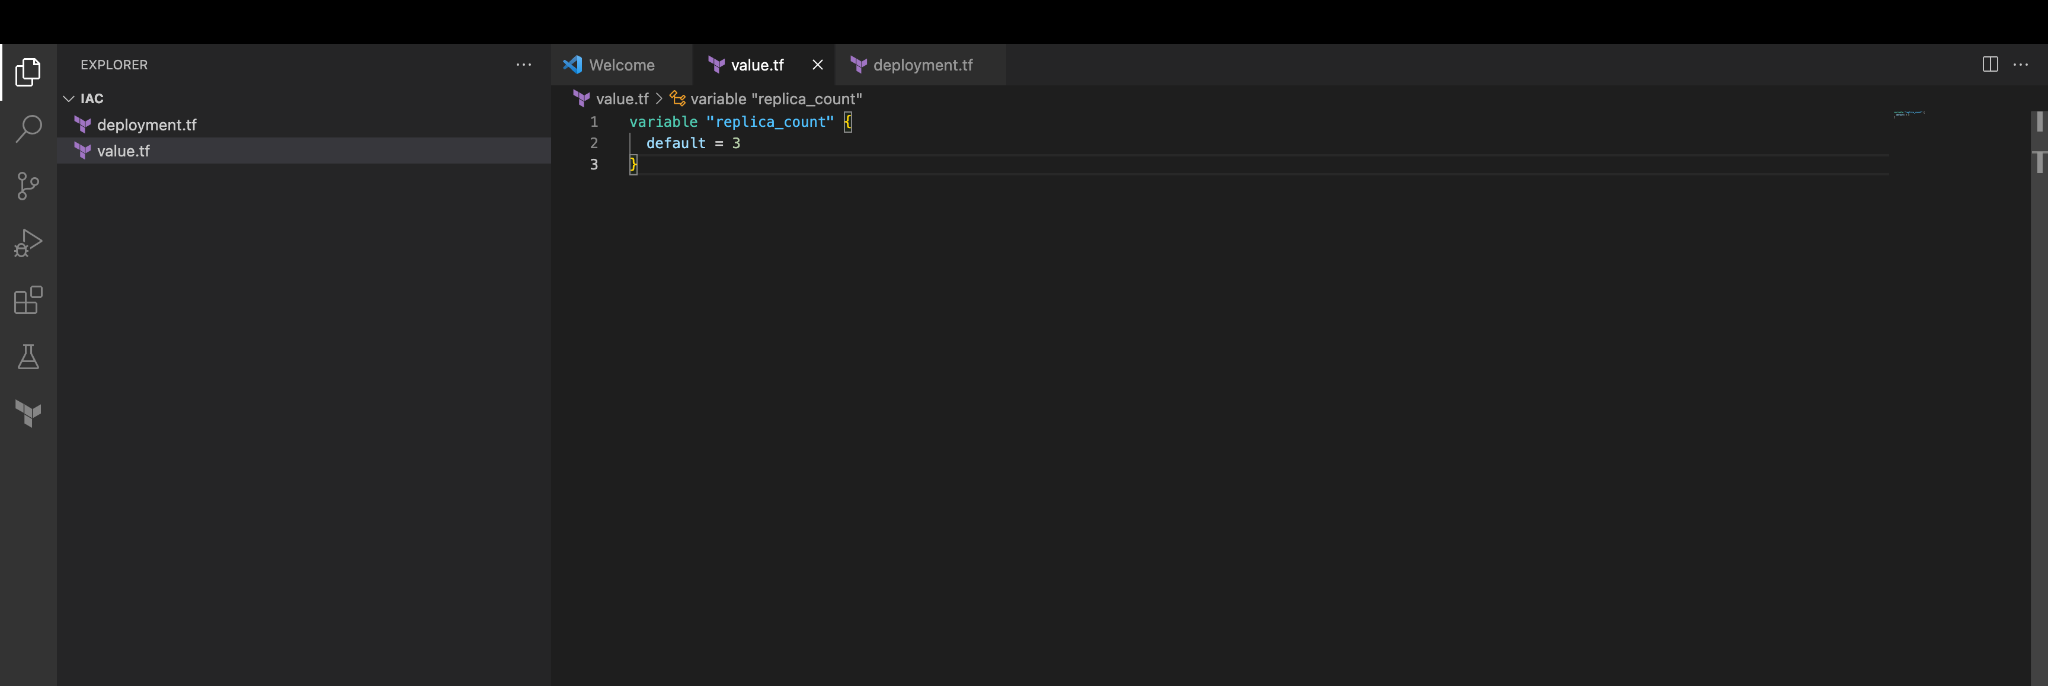 EXPLORER
IAC
deployment.tf
value.tf
Welcome
value.tf
deployment.tf
value.tf > variable "replica_count"
1 variable "replica_count" {
2 default = 3
3 }